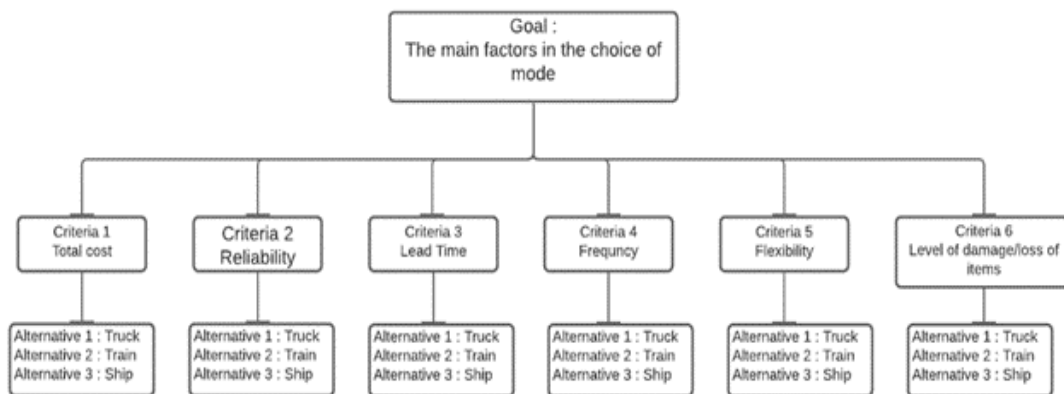 Goal :
The main factors in the choice of
mode
Criteria 1
Total cost
Criteria 2
Reliability
Criteria 3
Lead Time
Criteria 4
Frequncy
Criteria 5
Flexibility
Criteria 6
Level of damage/loss of
items
Alternative 1 : Truck
Alternative 2 : Train
Alternative 3 : Ship
Alternative 1 : Truck
Alternative 2 : Train
Alternative 3 : Ship
Alternative 1 : Truck
Alternative 2 : Train
Alternative 3 : Ship
Alternative 1 : Truck
Alternative 2 : Train
Alternative 3 : Ship
Alternative 1 : Truck
Alternative 2 : Train
Alternative 3 : Ship
Alternative 1 : Truck
Alternative 2 : Train
Alternative 3 : Ship